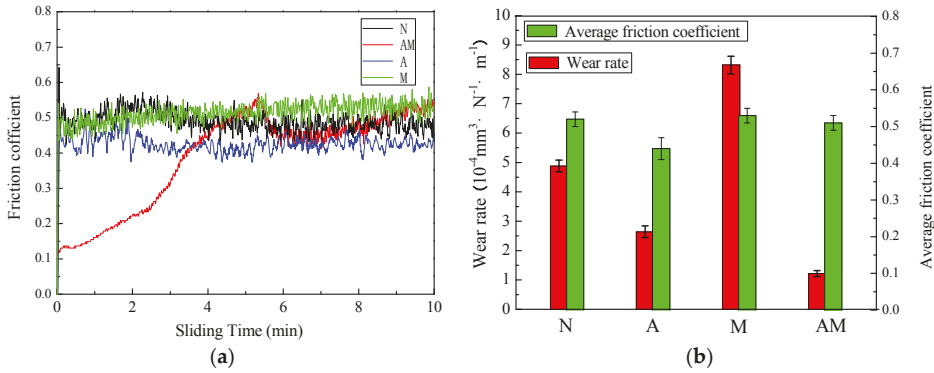 0.8
0.7
0.6
0.5
0.4
0.3
0.2
0.1
0.0
Friction cofficient
N
AM
A
M
0 2 4 6 8 10
Sliding Time (min)
(a)
10
9
8
7
6
5
4
3
2
1
0
Wear rate (10⁻⁴mm³· N⁻¹· m⁻¹)
Average friction coefficient
Wear rate
N A M AM
0.8
0.7
0.6
0.5
0.4
0.3
0.2
0.1
0.0
Average friction coefficient
(b)